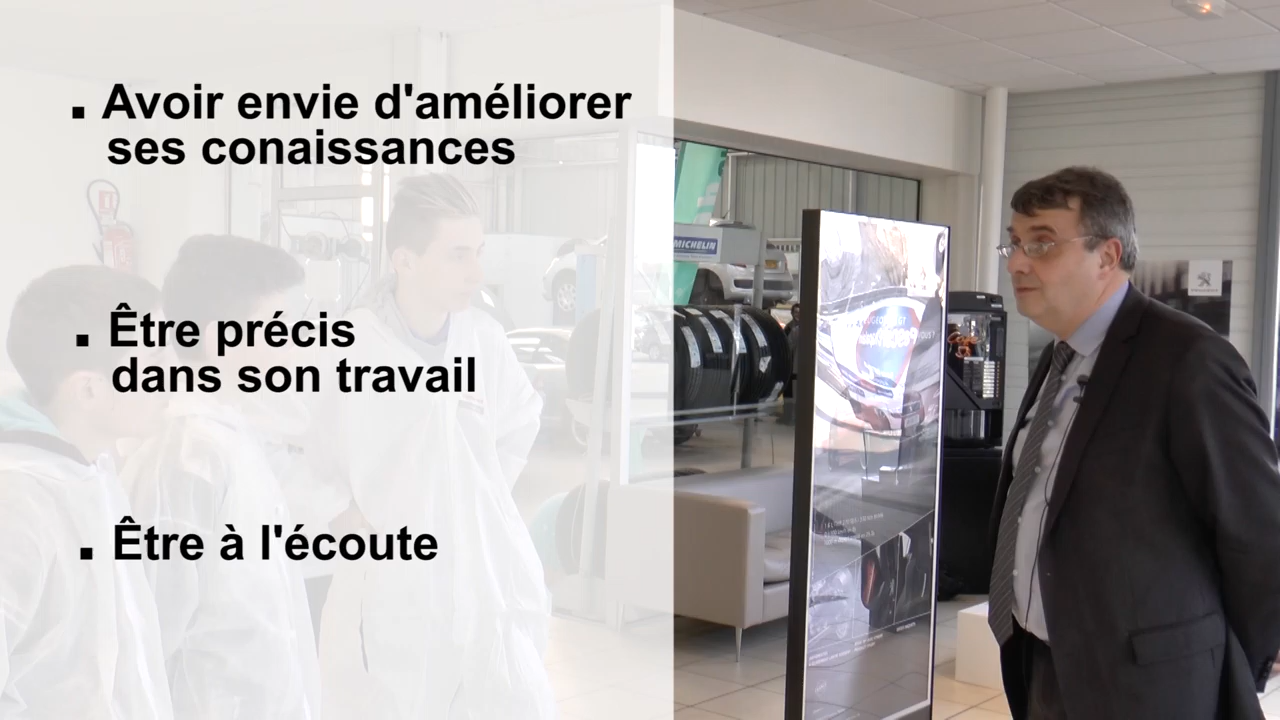 ▪ Avoir envie d'améliorer
ses conaissances
▪ Être précis
dans son travail
▪ Être à l'écoute
MICHELIN